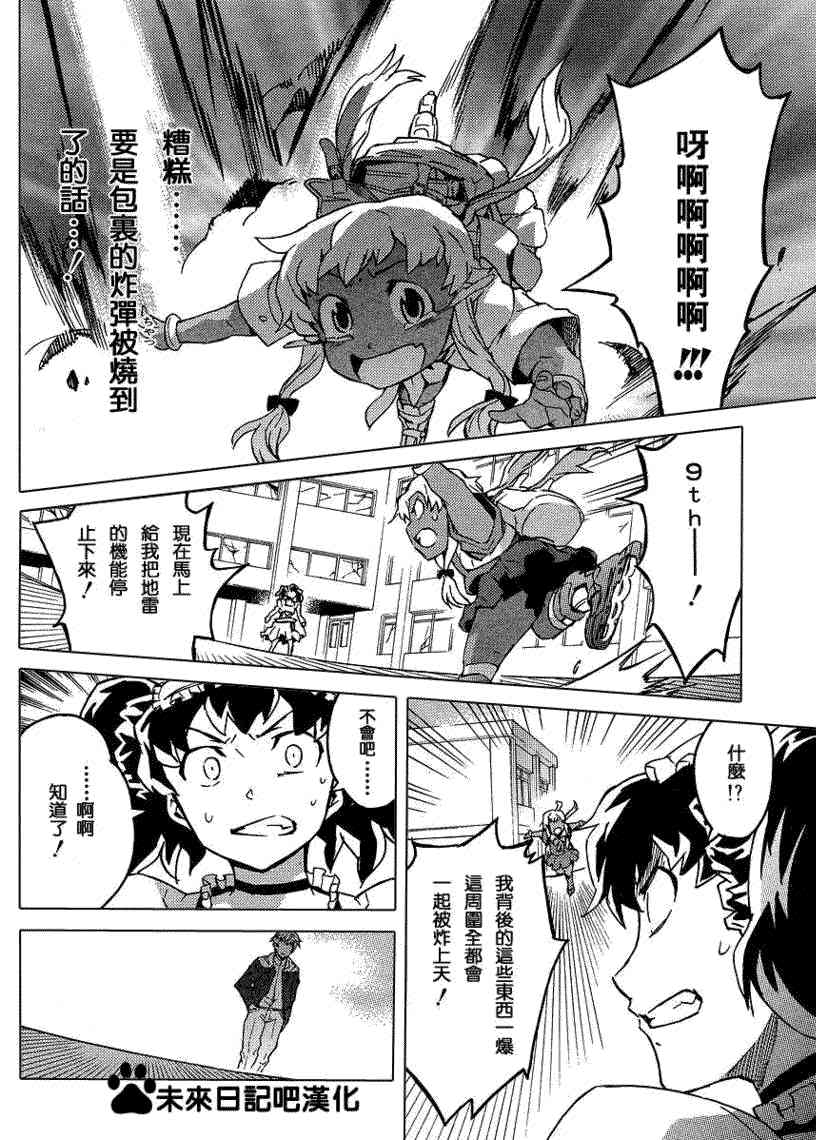 呀啊啊啊啊啊!!!
糟糕……
要是包裏的炸彈被燒到
了的話…！
9th—！
現在馬上
給我把地雷
的機能停
止下來！
什麼!?
我背後的這些東西一爆
這周圍全都會
一起被炸上天！
不會吧……
……啊啊
知道了！
未來日記吧漢化